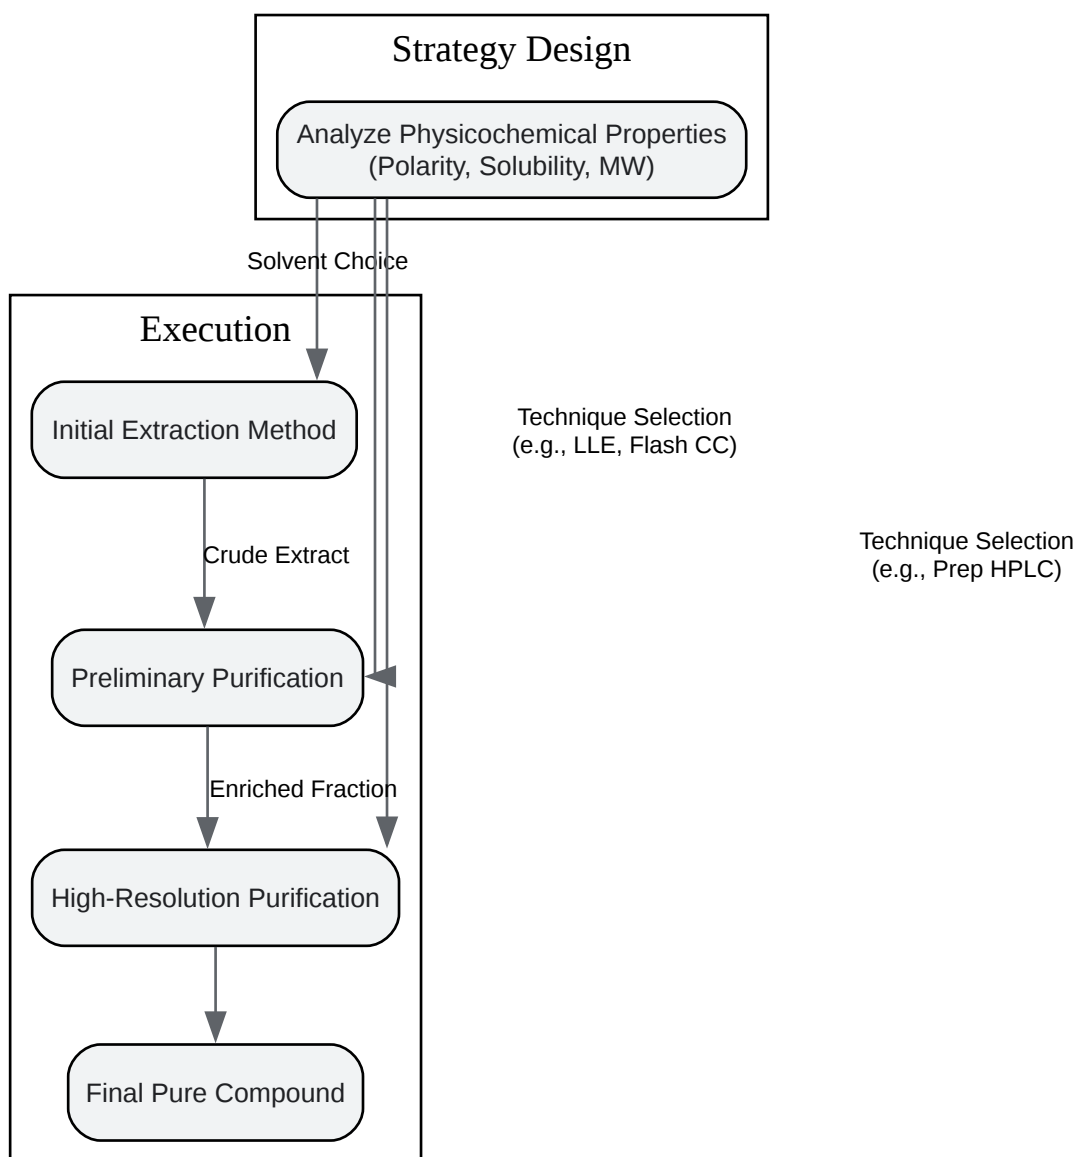 Strategy Design
Analyze Physicochemical Properties
(Polarity, Solubility, MW)
Solvent Choice
Execution
Initial Extraction Method
Technique Selection
(e.g., LLE, Flash CC)
Crude Extract
Technique Selection
(e.g., Prep HPLC)
Preliminary Purification
Enriched Fraction
High-Resolution Purification
Final Pure Compound